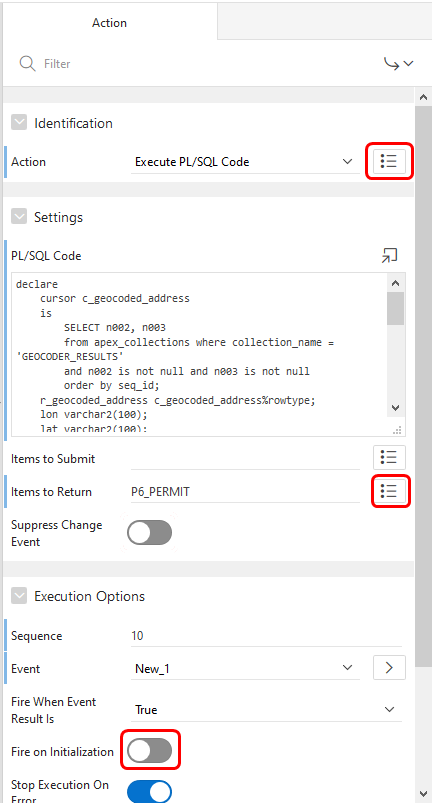 Action
Filter
Identification
Action
Execute PL/SQL Code
Settings
PL/SQL Code
declare
cursor c_geocoded_address
is
SELECT n002, n003
from apex_collections where collection_name =
'GEOCODER_RESULTS'
and n002 is not null and n003 is not null
order by seq_id;
r_geocoded_address c_geocoded_address%rowtype;
lon varchar2(100);
lat varchar2(100);
Items to Submit
Items to Return
P6_PERMIT
Suppress Change
Event
Execution Options
Sequence
10
Event
New_1
Fire When Event
Result Is
True
Fire on Initialization
Stop Execution On
Error